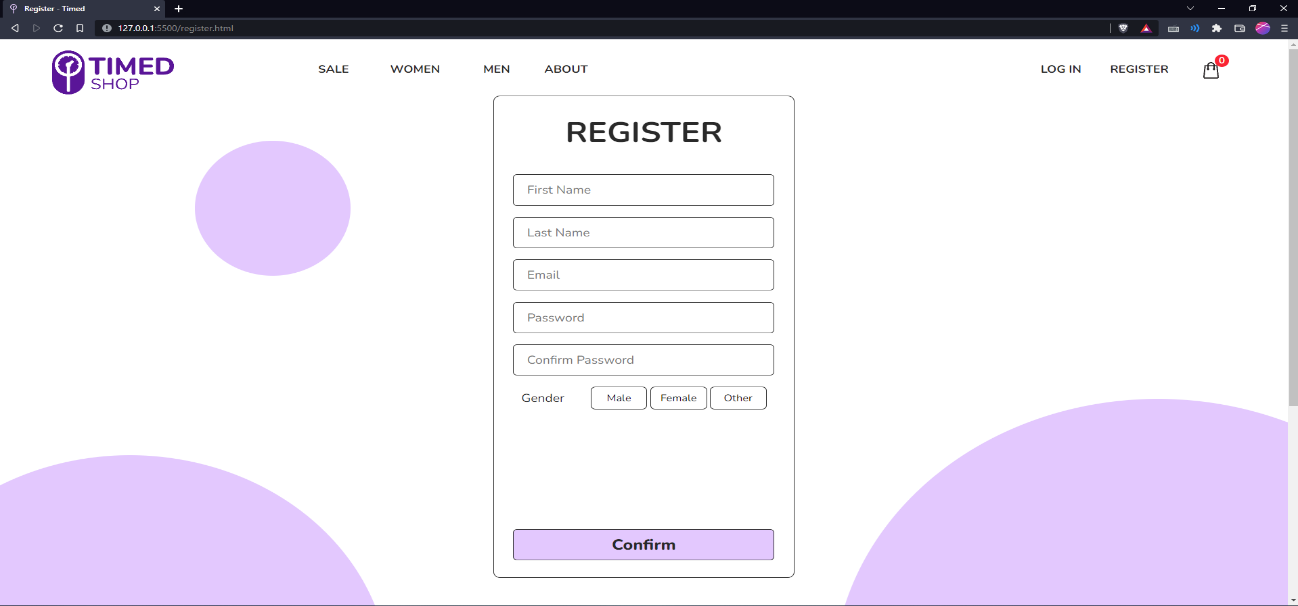 Register - Timed
127.0.0.1:5500/register.html
TIMED
SHOP
SALE WOMEN MEN ABOUT LOG IN REGISTER 0
REGISTER
First Name
Last Name
Email
Password
Confirm Password
Gender Male Female Other
Confirm